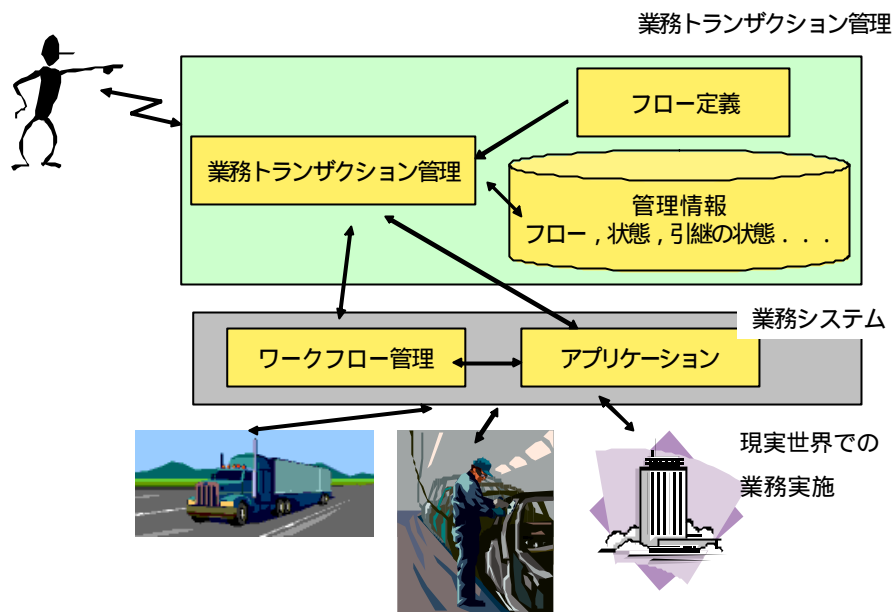 業務トランザクション管理
フロー定義
業務トランザクション管理
管理情報
フロー，状態，引継の状態．．．
業務システム
ワークフロー管理
アプリケーション
現実世界での
業務実施